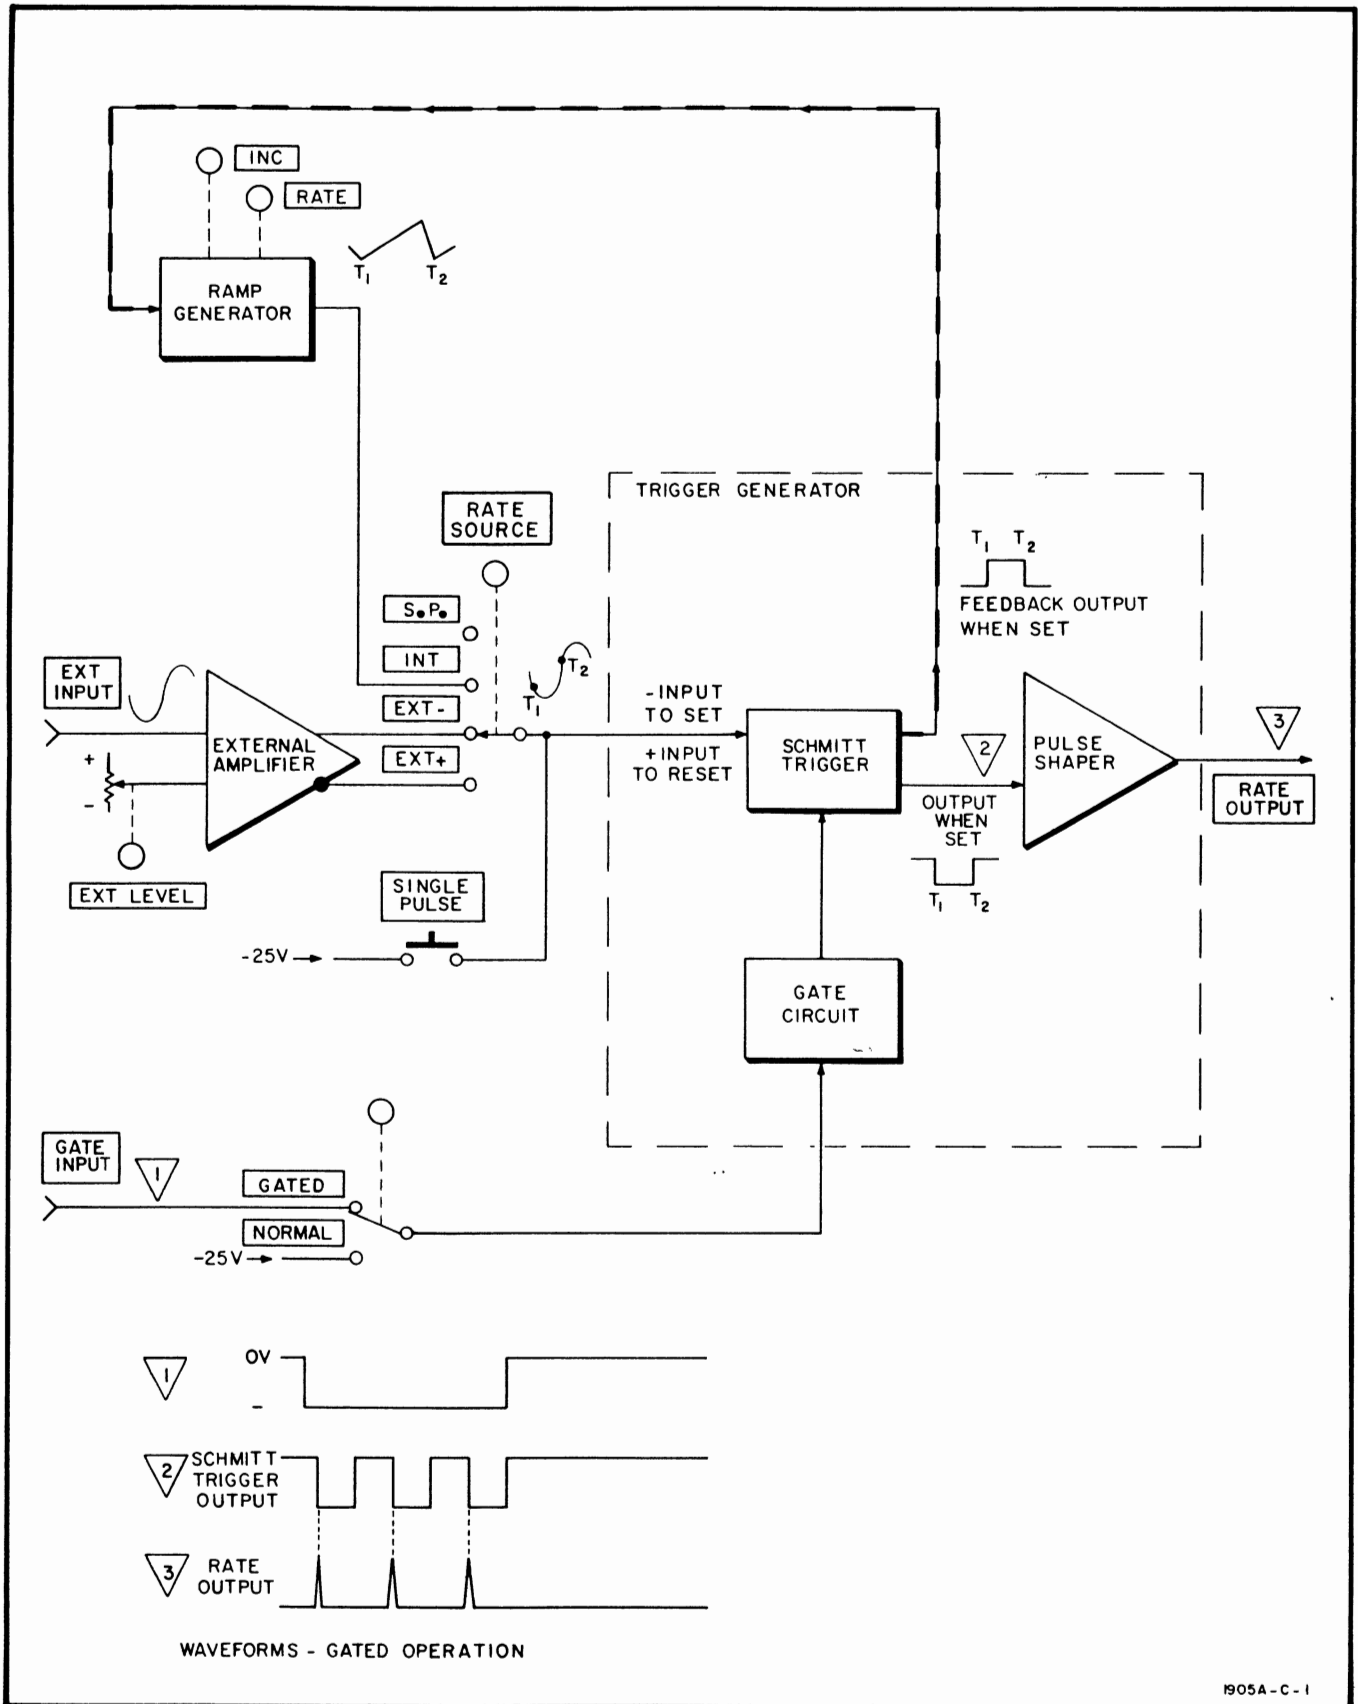 INC
RATE
T1 T2
RAMP
GENERATOR
TRIGGER GENERATOR
RATE
SOURCE
T1 T2
FEEDBACK OUTPUT
WHEN SET
S.P.
INT
EXT-
EXT+
T1
T2
EXT
INPUT
+
-
EXTERNAL
AMPLIFIER
EXT LEVEL
-INPUT
TO SET
+INPUT
TO RESET
SCHMITT
TRIGGER
2
PULSE
SHAPER
3
RATE
OUTPUT
OUTPUT
WHEN
SET
T1 T2
SINGLE
PULSE
-25V
GATE
CIRCUIT
GATE
INPUT
1
GATED
NORMAL
-25V
1
0V
-
2
SCHMITT
TRIGGER
OUTPUT
3
RATE
OUTPUT
WAVEFORMS - GATED OPERATION
1905A-C-1